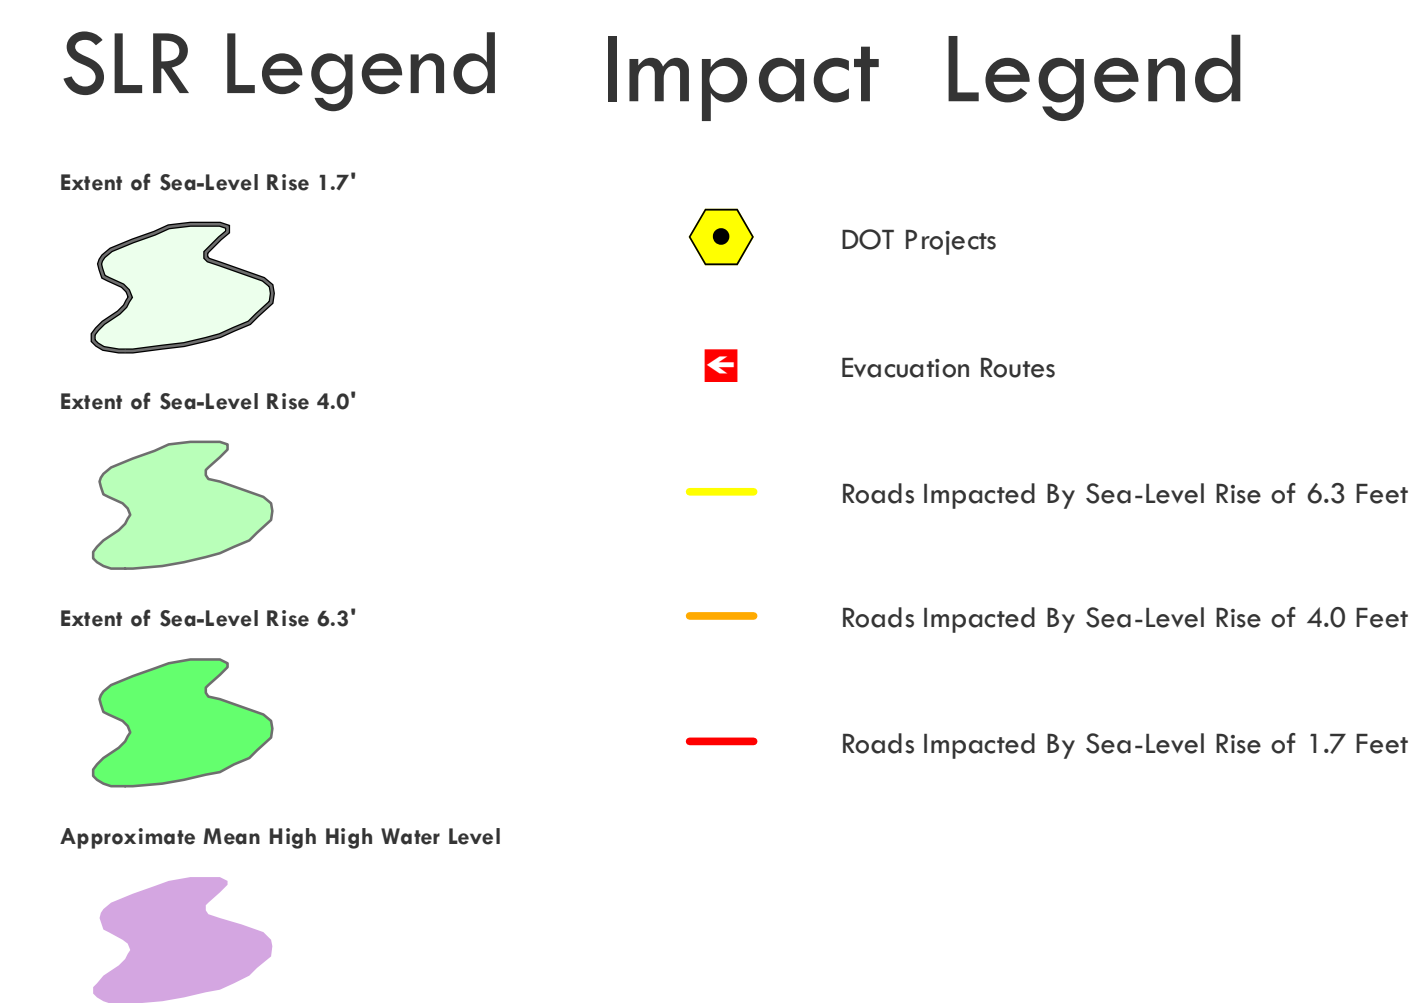 SLR Legend
Extent of Sea-Level Rise 1.7'
Extent of Sea-Level Rise 4.0'
Extent of Sea-Level Rise 6.3'
Approximate Mean High High Water Level
Impact Legend
DOT Projects
Evacuation Routes
Roads Impacted By Sea-Level Rise of 6.3 Feet
Roads Impacted By Sea-Level Rise of 4.0 Feet
Roads Impacted By Sea-Level Rise of 1.7 Feet